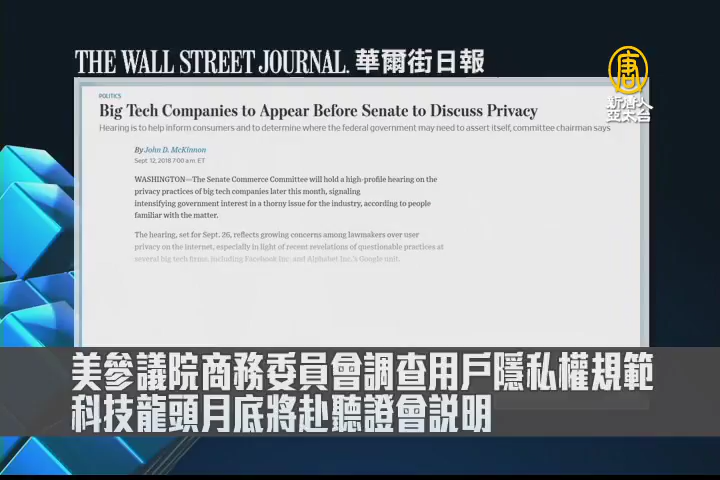 THE WALL STREET JOURNAL. 華爾街日報
唐
新唐人
亞太台
POLITICS
Big Tech Companies to Appear Before Senate to Discuss Privacy
Hearing is to help inform consumers and to determine where the federal government may need to assert itself, committee chairman says
By John D. McKinnon
Sept. 12, 2018 7:00 a.m. ET
WASHINGTON—The Senate Commerce Committee will hold a high-profile hearing on the
privacy practices of big tech companies later this month, signaling
intensifying government interest in a thorny issue for the industry, according to people
familiar with the matter.
The hearing, set for Sept. 26, reflects growing concerns among lawmakers over user
privacy on the internet, especially in light of recent revelations of questionable practices at
several big tech firms, including Facebook Inc. and Alphabet Inc.'s Google unit.
美參議院商務委員會調查用戶隱私權規範
科技龍頭月底將赴聽證會說明